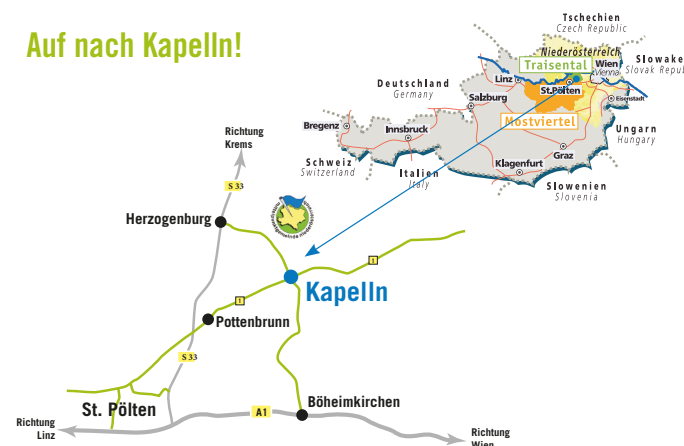 Auf nach Kapelln!
Tschechien
Czech Republic
Niederösterreich
Traisental
Wien
Vienna
Slowake
Slovak Repu
Linz
St.Pölten
Deutschland
Germany
Salzburg
Eisenstadt
Mostviertel
Bregenz
Innsbruck
Ungarn
Hungary
Graz
Schweiz
Switzerland
Italien
Italy
Klagenfurt
Slowenien
Slovenia
Richtung
Krems
S 33
Herzogenburg
1
Kapelln
1
Pottenbrunn
S 33
St. Pölten
Böheimkirchen
A1
Richtung
Linz
Richtung
Wien